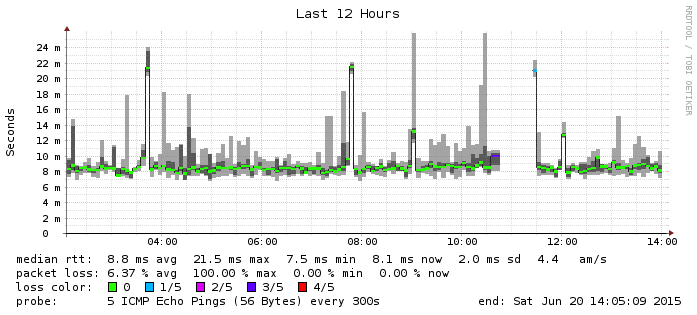 Last 12 Hours
RRDTOOL / TOBI OETIKER
Seconds
24 m
22 m
20 m
18 m
16 m
14 m
12 m
10 m
8 m
6 m
4 m
2 m
0
04:00 06:00 08:00 10:00 12:00 14:00
median rtt: 8.8 ms avg 21.5 ms max 7.5 ms min 8.1 ms now 2.0 ms sd 4.4 am/s
packet loss: 6.37 % avg 100.00 % max 0.00 % min 0.00 % now
loss color: 0 1/5 2/5 3/5 4/5
probe: 5 ICMP Echo Pings (56 Bytes) every 300s end: Sat Jun 20 14:05:09 2015